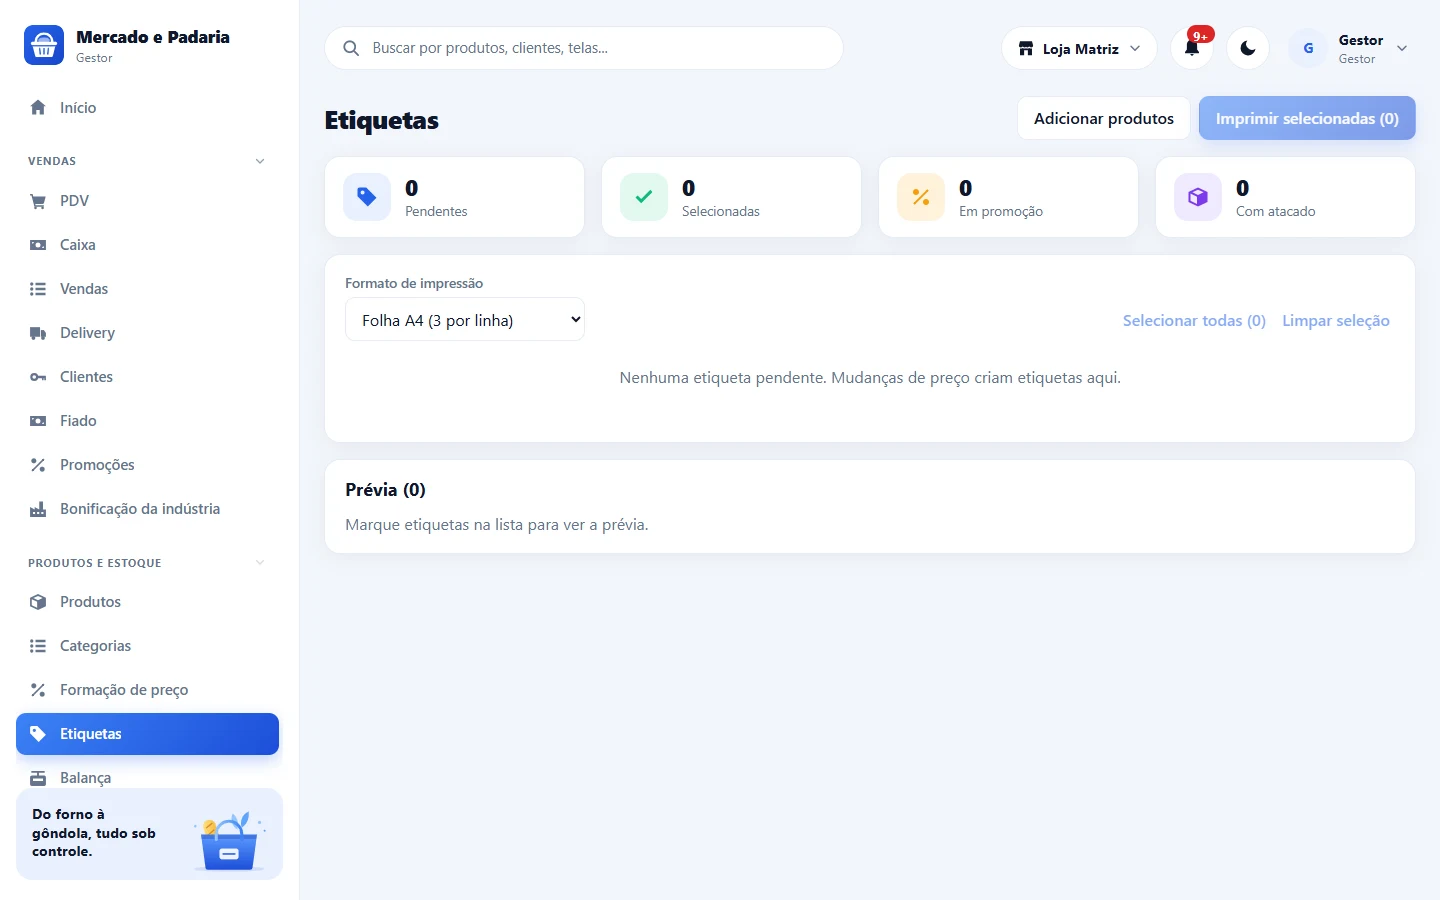 Mercado e Padaria
Gestor
Início
VENDAS
PDV
Caixa
Vendas
Delivery
Clientes
Fiado
Promoções
Bonificação da indústria
PRODUTOS E ESTOQUE
Produtos
Categorias
Formação de preço
Etiquetas
Balança
Do forno à
gôndola, tudo sob
controle.
Buscar por produtos, clientes, telas...
Loja Matriz
9+
G
Gestor
Gestor
Etiquetas
Adicionar produtos
Imprimir selecionadas (0)
0
Pendentes
0
Selecionadas
0
Em promoção
0
Com atacado
Formato de impressão
Folha A4 (3 por linha)
Selecionar todas (0)
Limpar seleção
Nenhuma etiqueta pendente. Mudanças de preço criam etiquetas aqui.
Prévia (0)
Marque etiquetas na lista para ver a prévia.